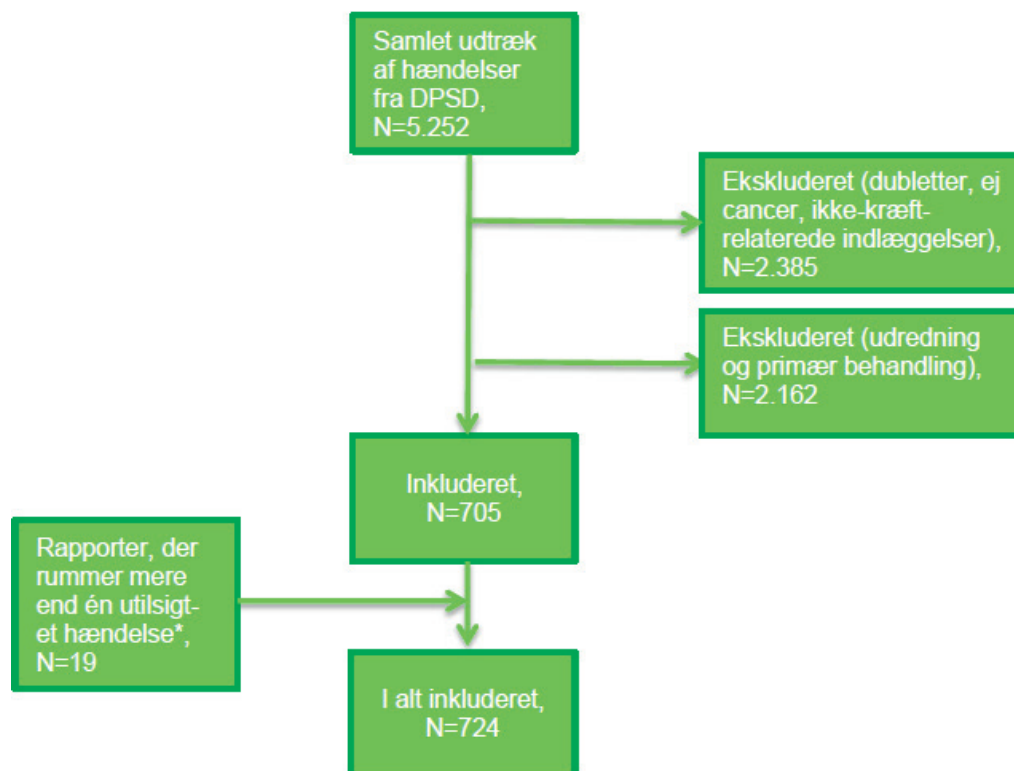 Samlet udtræk
af hændelser
fra DPSD,
N=5.252
Ekskluderet (dubletter, ej
cancer, ikke-kræft-
relaterede indlæggelser),
N=2.385
Ekskluderet (udredning
og primær behandling),
N=2.162
Inkluderet,
N=705
Rapporter, der
rummer mere
end én utilsigt-
et hændelse*,
N=19
I alt inkluderet,
N=724